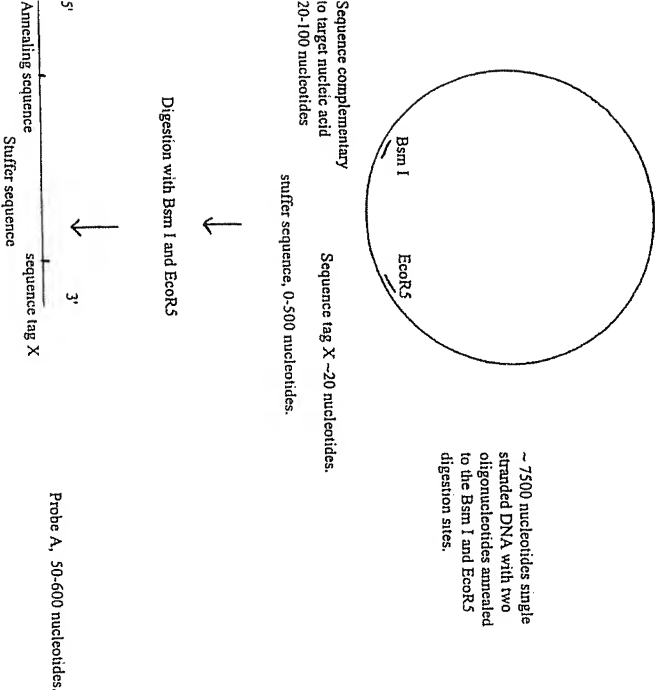 ~ 7500 nucleotides single
stranded DNA with two
oligonucleotides annealed
to the Bsm I and EcoR5
digestion sites.
Bsm I
EcoR5
Sequence complementary
to target nucleic acid
20-100 nucleotides
Sequence tag X ~20 nucleotides.
stuffer sequence, 0-500 nucleotides.
Digestion with Bsm I and EcoR5
5'
3'
Annealing sequence
sequence tag X
Stuffer sequence
Probe A, 50-600 nucleotides.